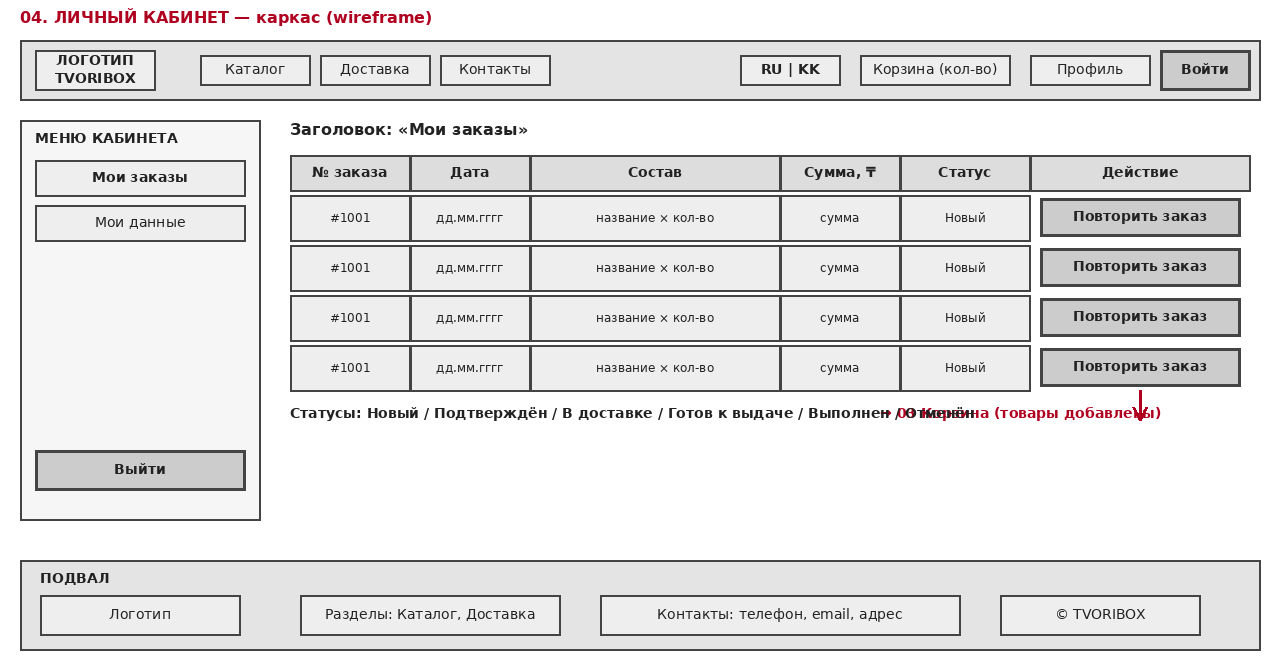 04. ЛИЧНЫЙ КАБИНЕТ — каркас (wireframe)
ЛОГОТИП
TVORIBOX
Каталог
Доставка
Контакты
RU | KK
Корзина (кол-во)
Профиль
Войти
МЕНЮ КАБИНЕТА
Мои заказы
Мои данные
Выйти
Заголовок: «Мои заказы»
№ заказа Дата Состав Сумма, ₸ Статус Действие
#1001 дд.мм.гггг название × кол-во сумма Новый Повторить заказ
#1001 дд.мм.гггг название × кол-во сумма Новый Повторить заказ
#1001 дд.мм.гггг название × кол-во сумма Новый Повторить заказ
#1001 дд.мм.гггг название × кол-во сумма Новый Повторить заказ
Статусы: Новый / Подтверждён / В доставке / Готов к выдаче / Выполнен / Отменён
Корзина (товары добавлены)
ПОДВАЛ
Логотип
Разделы: Каталог, Доставка
Контакты: телефон, email, адрес
© TVORIBOX